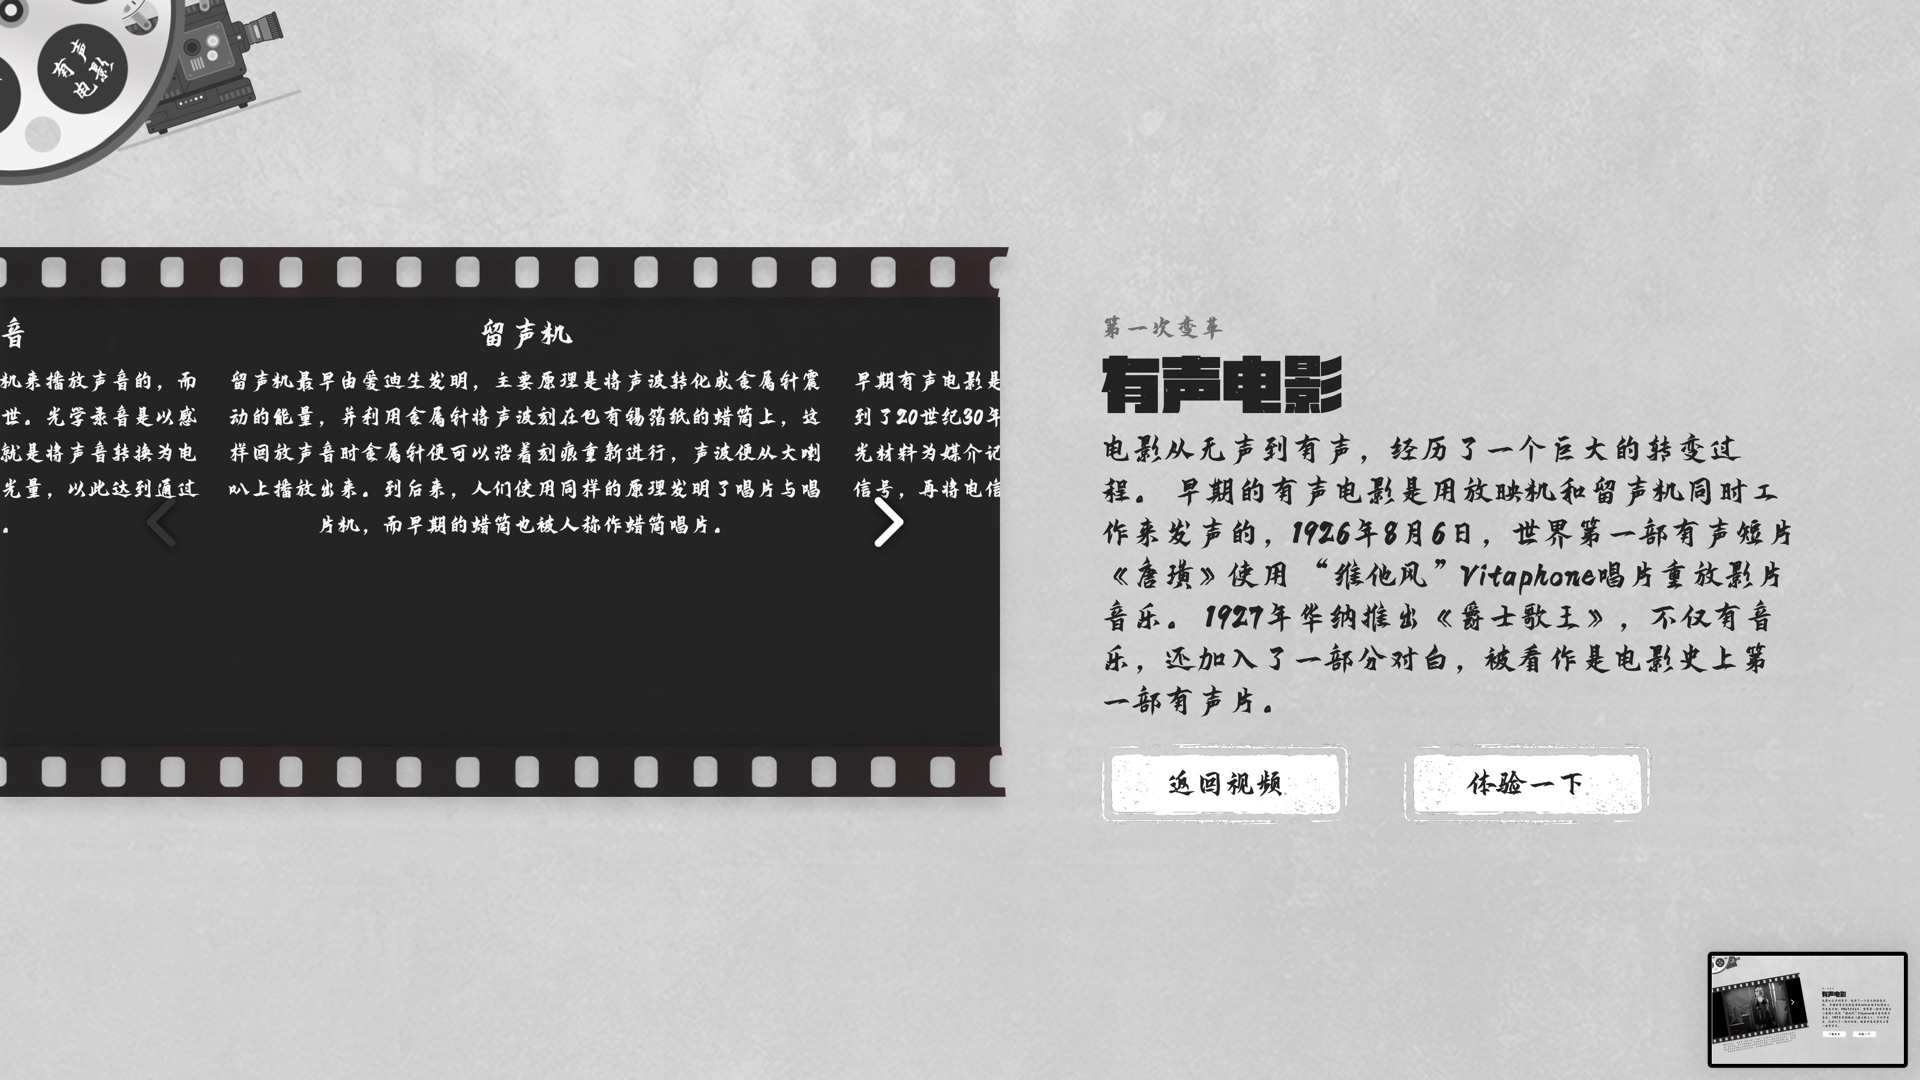 有声
电影
音
机来播放声音的，而
世。光学录音是以感
就是将声音转换为电
光量，以此达到通过
。
留声机
留声机最早由爱迪生发明，主要原理是将声波转化成金属针震
动的能量，并利用金属针将声波刻在包有锡箔纸的蜡筒上，这
样回放声音时金属针便可以沿着刻痕重新进行，声波便从大喇
叭上播放出来。到后来，人们使用同样的原理发明了唱片与唱
片机，而早期的蜡筒也被人称作蜡筒唱片。
早期有声电影是
到了20世纪30年
光材料为媒介记
信号，再将电信
第一次变革
有声电影
电影从无声到有声，经历了一个巨大的转变过
程。 早期的有声电影是用放映机和留声机同时工
作来发声的，1926年8月6日，世界第一部有声短片
《唐璜》使用“维他风”Vitaphone唱片重放影片
音乐。 1927年华纳推出《爵士歌王》，不仅有音
乐，还加入了一部分对白，被看作是电影史上第
一部有声片。
返回视频
体验一下
有声电影